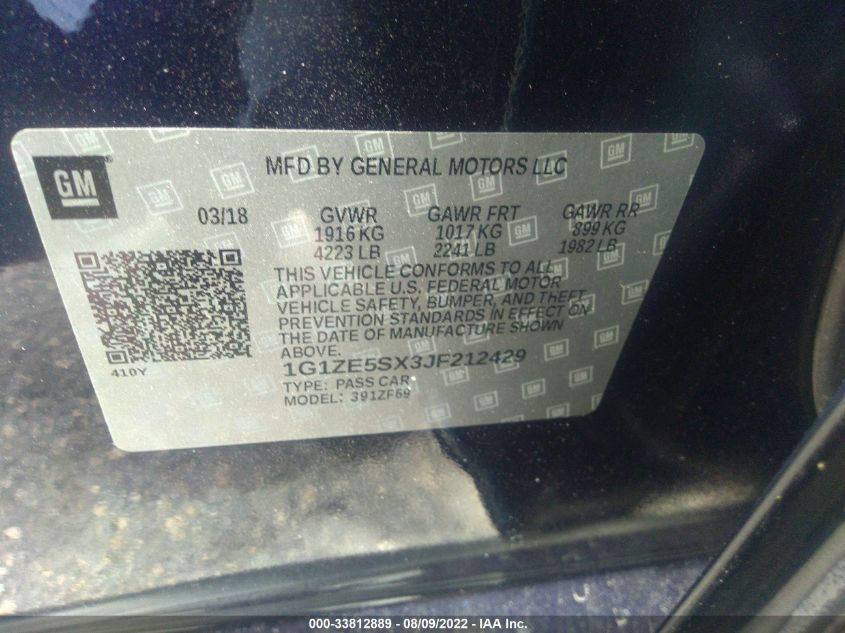 GM
MFD BY GENERAL MOTORS LLC
03/18 GVWR GAWR FRT GAWR RR
1916 KG 1017 KG 899 KG
4223 LB 2241 LB 1982 LB
THIS VEHICLE CONFORMS TO ALL
APPLICABLE U.S. FEDERAL MOTOR
VEHICLE SAFETY, BUMPER, AND THEFT
PREVENTION STANDARDS IN EFFECT ON
THE DATE OF MANUFACTURE SHOWN
ABOVE.
410Y
1G1ZE5SX3JF212429
TYPE: PASS CAR
MODEL: 391ZF69
000-33812889 - 08/09/2022 - IAA Inc.